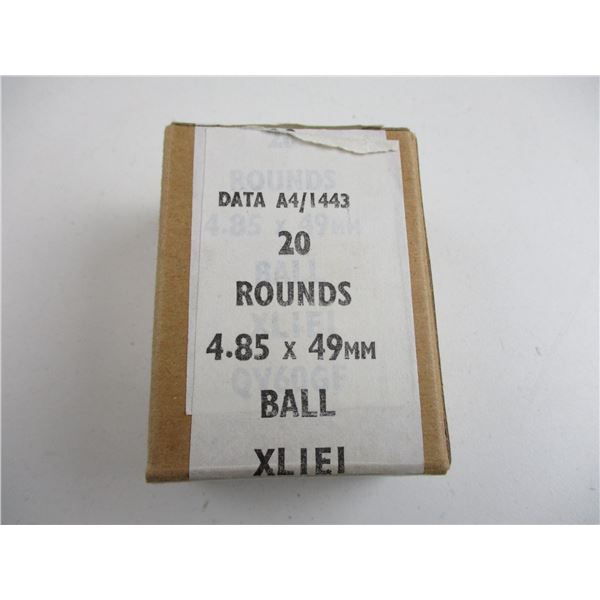 DATA A4/1443
20
ROUNDS
4.85 x 49MM
BALL
XL1E1